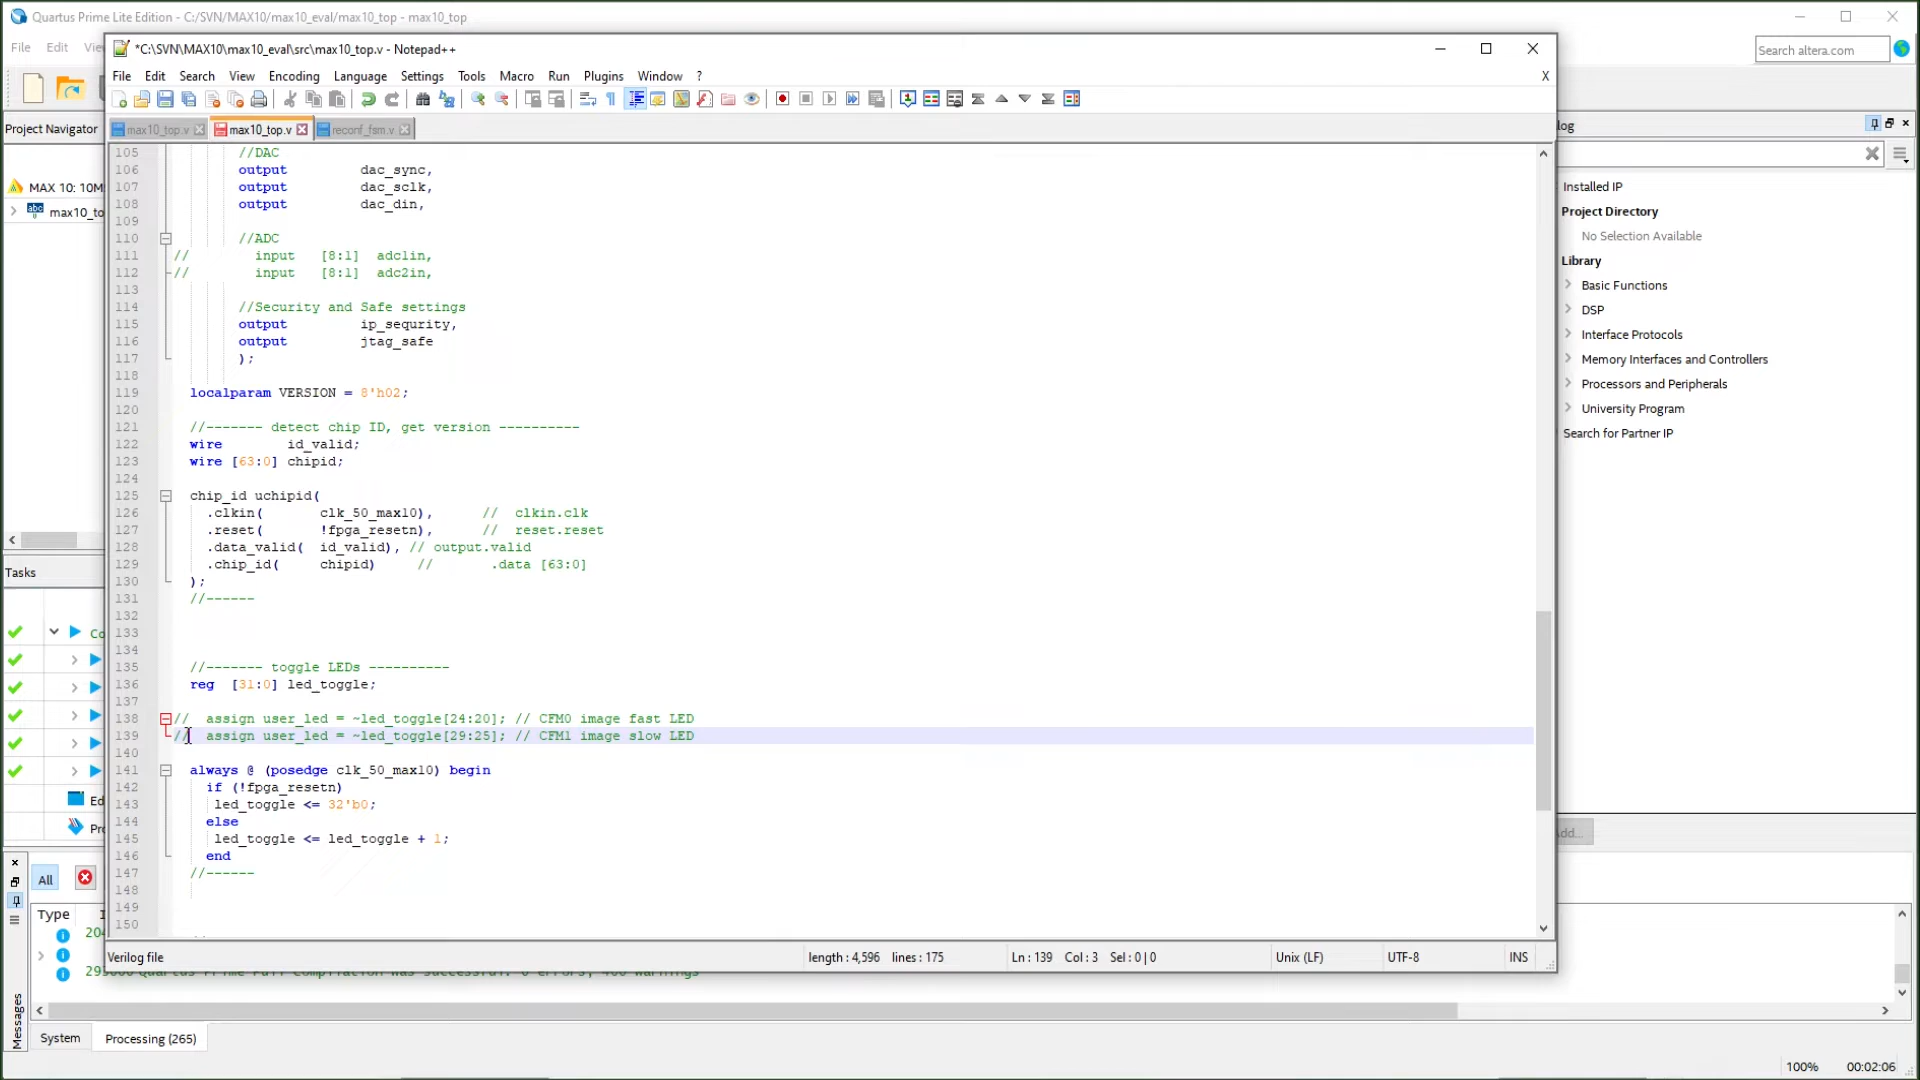 Quartus Prime Lite Edition - C:/SVN/MAX10/max10_eval/max10_top - max10_top
File Edit Vie
Search altera.com
*C:\SVN\MAX10\max10_eval\src\max10_top.v - Notepad++
File Edit Search View Encoding Language Settings Tools Macro Run Plugins Window ? X
Project Navigator
max10_top.v max10_top.v reconf_fsm.v
log
MAX 10: 10M
max10_to
105 //DAC
106 output dac_sync,
107 output dac_sclk,
108 output dac_din,
109
110 //ADC
111 // input [8:1] adc1in,
112 // input [8:1] adc2in,
113
114 //Security and Safe settings
115 output ip_sequrity,
116 output jtag_safe
117 );
118
119 localparam VERSION = 8'h02;
120
121 //------- detect chip ID, get version ----------
122 wire id_valid;
123 wire [63:0] chipid;
124
125 chip_id uchipid(
126 .clkin( clk_50_max10), // clkin.clk
127 .reset( !fpga_resetn), // reset.reset
128 .data_valid( id_valid), // output.valid
129 .chip_id( chipid) // .data [63:0]
130 );
131 //------
132
133
134
135 //------- toggle LEDs ----------
136 reg [31:0] led_toggle;
137
138 // assign user_led = ~led_toggle[24:20]; // CFM0 image fast LED
139 // assign user_led = ~led_toggle[29:25]; // CFM1 image slow LED
140
141 always @ (posedge clk_50_max10) begin
142 if (!fpga_resetn)
143 led_toggle <= 32'b0;
144 else
145 led_toggle <= led_toggle + 1;
146 end
147 //------
148
149
150
Installed IP
Project Directory
No Selection Available
Library
Basic Functions
DSP
Interface Protocols
Memory Interfaces and Controllers
Processors and Peripherals
University Program
Search for Partner IP
Tasks
Co
Ed
Pro
Add...
All
Type I
204
Verilog file length : 4,596 lines : 175 Ln : 139 Col : 3 Sel : 0 | 0 Unix (LF) UTF-8 INS
Messages
System Processing (265)
100% 00:02:06